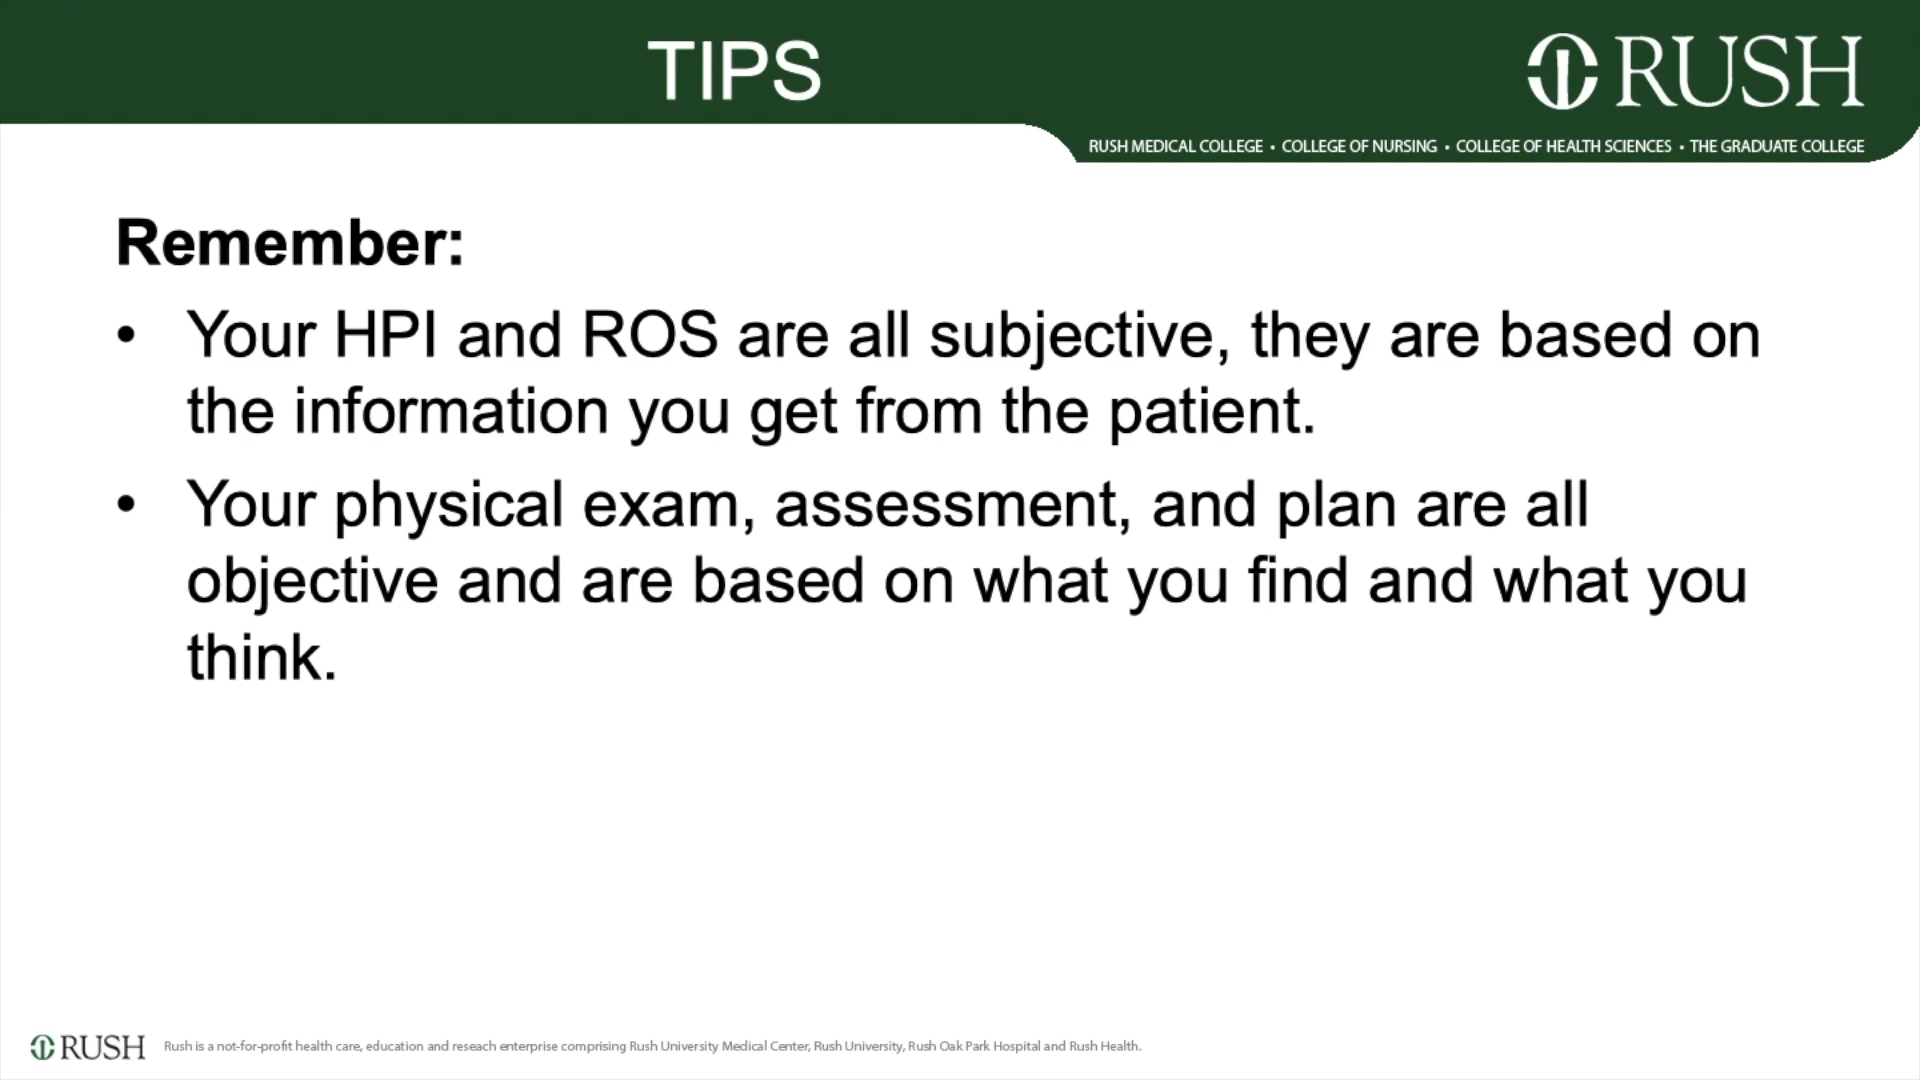 TIPS
RUSH
RUSH MEDICAL COLLEGE • COLLEGE OF NURSING • COLLEGE OF HEALTH SCIENCES • THE GRADUATE COLLEGE
Remember:
• Your HPI and ROS are all subjective, they are based on
the information you get from the patient.
• Your physical exam, assessment, and plan are all
objective and are based on what you find and what you
think.
RUSH Rush is a not-for-profit health care, education and reseach enterprise comprising Rush University Medical Center, Rush University, Rush Oak Park Hospital and Rush Health.